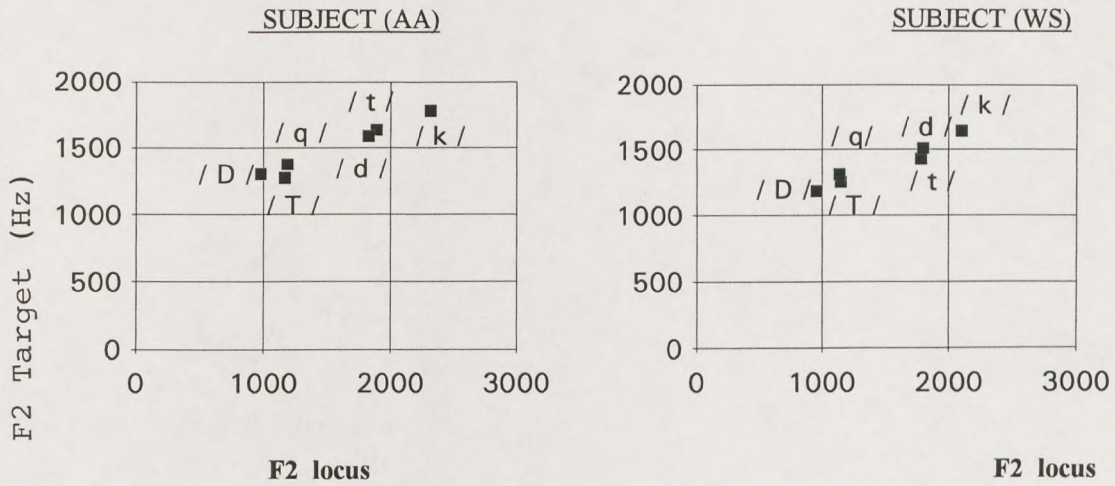 SUBJECT (AA)
SUBJECT (WS)
F2 Target (Hz)
2000
1500
1000
500
0
0 1000 2000 3000
/ D /
/ q /
/ T /
/ t /
/ d /
/ k /
F2 locus
2000
1500
1000
500
0
0 1000 2000 3000
/ D /
/ q/
/ T /
/ d /
/ t /
/ k /
F2 locus